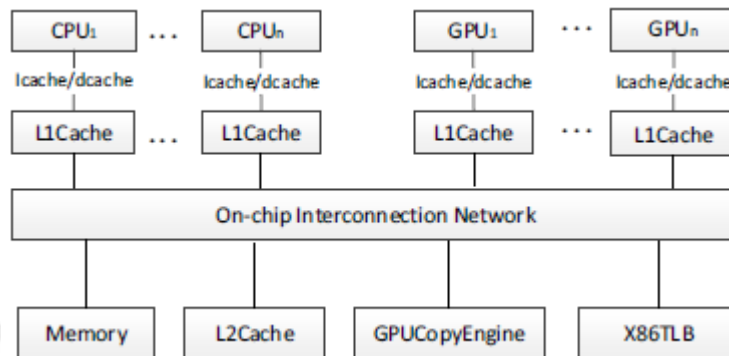 CPU1 ... CPUn GPU1 ... GPUn
Icache/dcache Icache/dcache Icache/dcache Icache/dcache
L1Cache ... L1Cache L1Cache ... L1Cache
On-chip Interconnection Network
Memory L2Cache GPUCopyEngine X86TLB